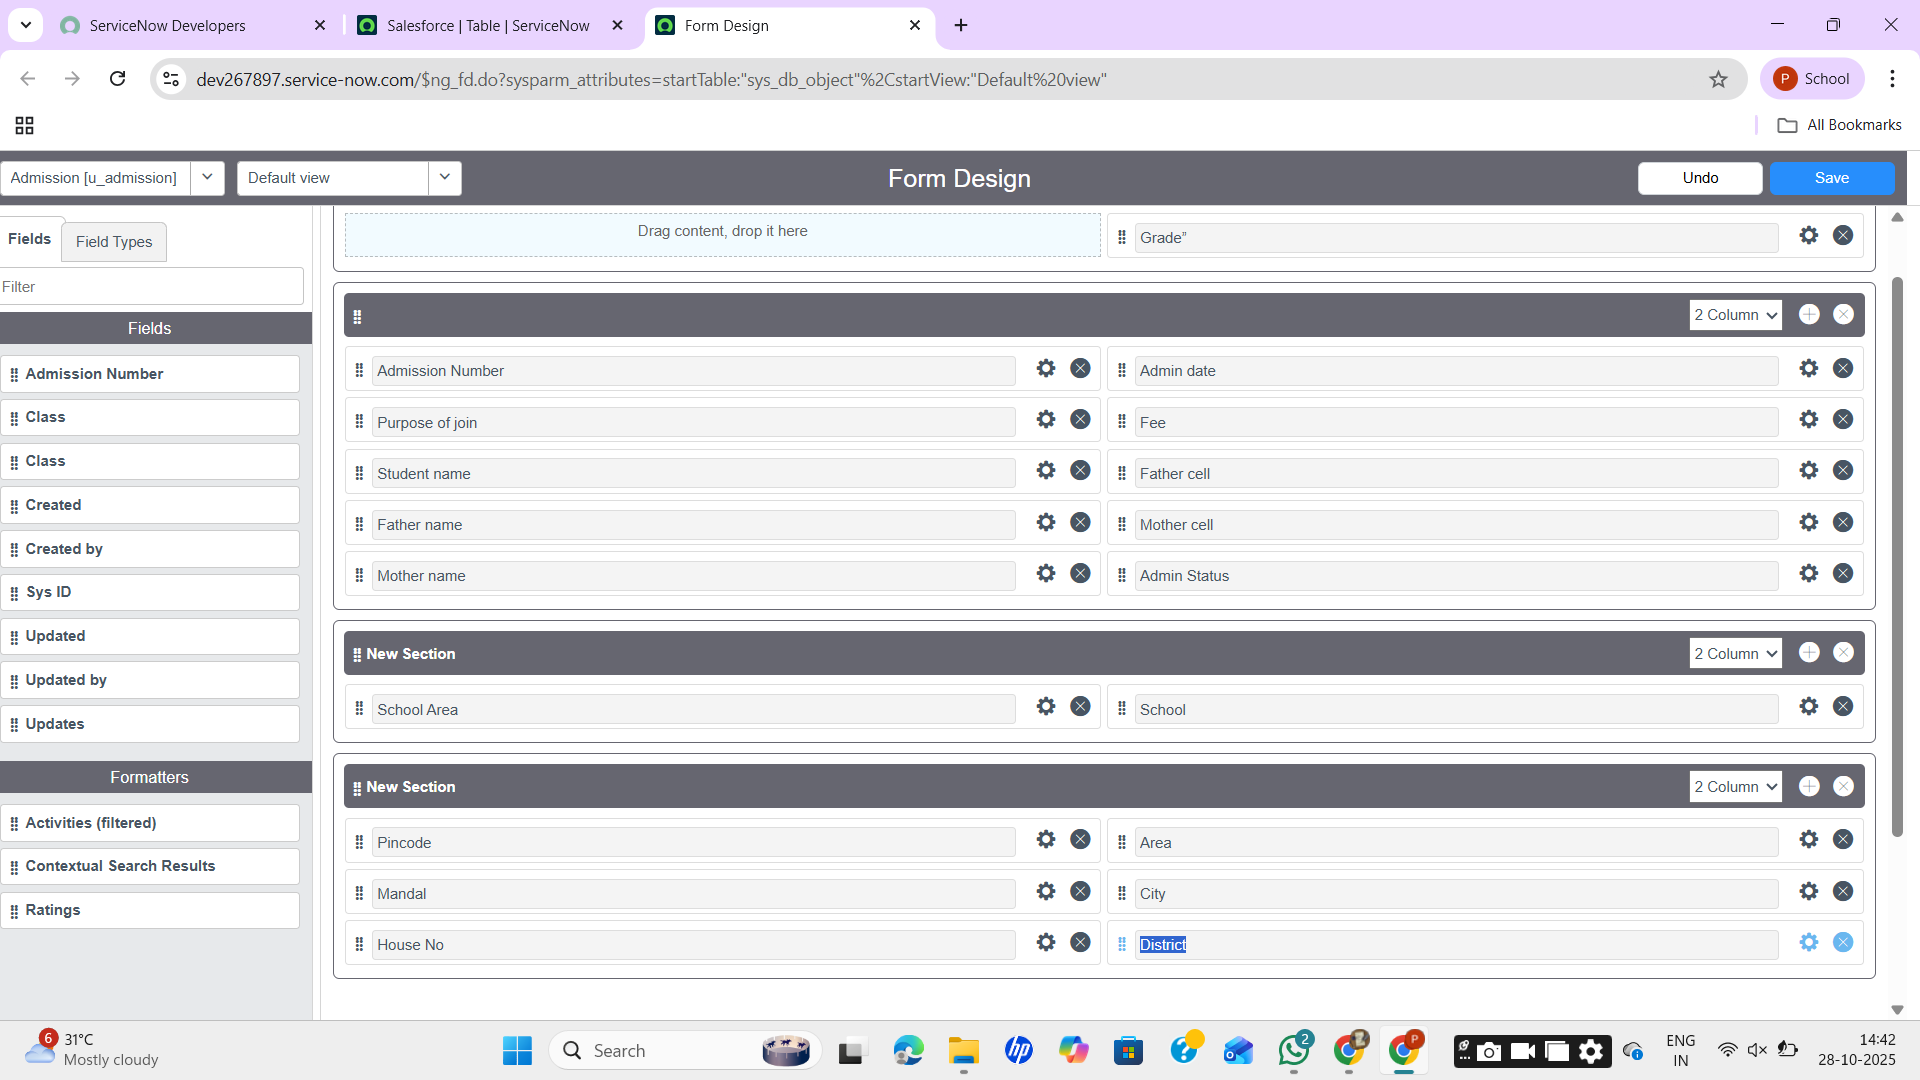 ServiceNow Developers
Salesforce | Table | ServiceNow
Form Design
dev267897.service-now.com/$ng_fd.do?sysparm_attributes=startTable:"sys_db_object"%2CstartView:"Default%20view"
P School
All Bookmarks
Admission [u_admission]
Default view
Form Design
Undo
Save
Fields
Field Types
Filter
Fields
Admission Number
Class
Class
Created
Created by
Sys ID
Updated
Updated by
Updates
Formatters
Activities (filtered)
Contextual Search Results
Ratings
Drag content, drop it here
Grade”
2 Column
Admission Number
Admin date
Purpose of join
Fee
Student name
Father cell
Father name
Mother cell
Mother name
Admin Status
New Section
2 Column
School Area
School
New Section
2 Column
Pincode
Area
Mandal
City
House No
District
6
31°C
Mostly cloudy
Search
hp
2
P
ENG
IN
14:42
28-10-2025